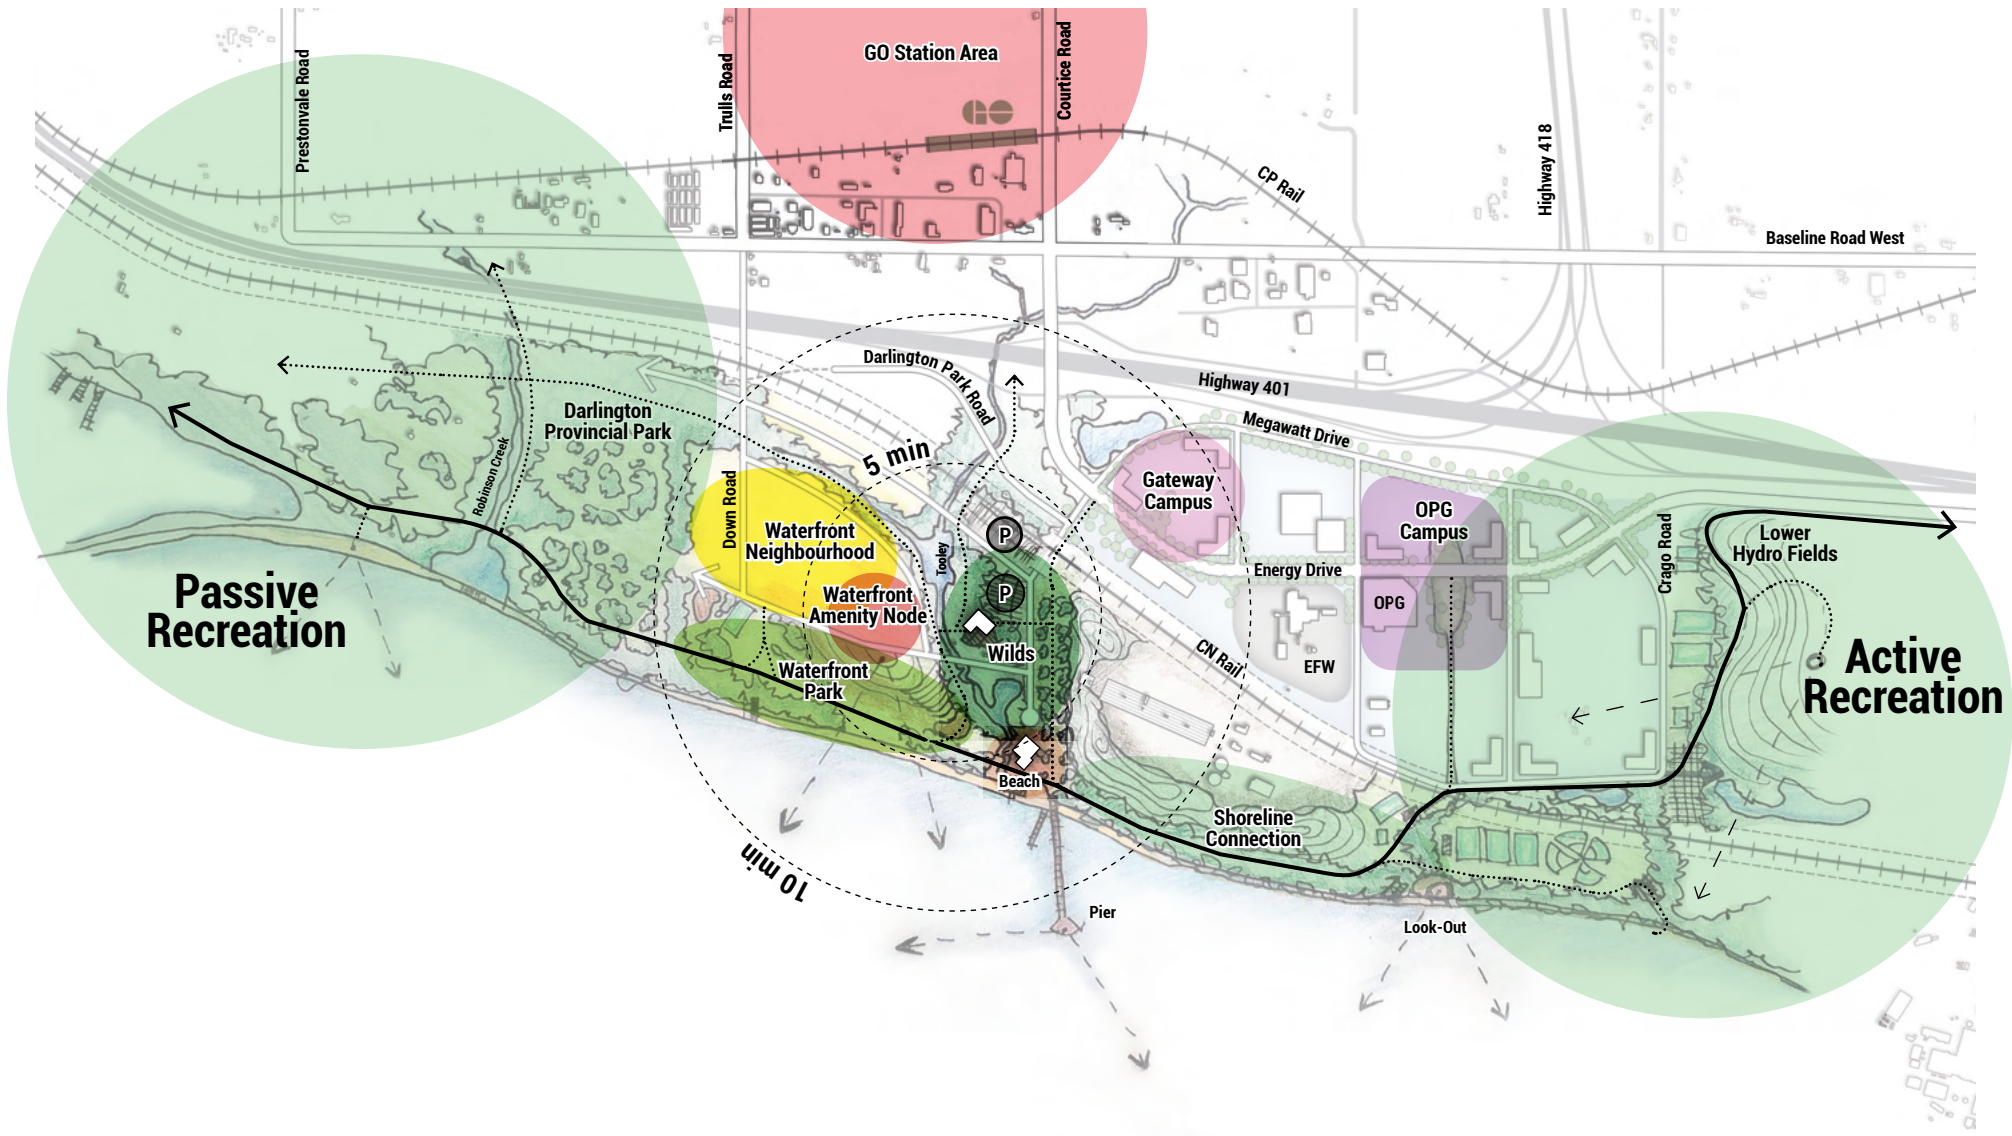 GO Station Area
GO
Prestonvale Road
Trulls Road
Courtice Road
CP Rail
Highway 418
Baseline Road West
Darlington Park Road
Highway 401
Megawatt Drive
Darlington
Provincial Park
Robinson Creek
5 min
Down Road
Waterfront
Neighbourhood
Tooley
P
Gateway
Campus
OPG
Campus
Crago Road
Lower
Hydro Fields
Energy Drive
Passive
Recreation
Waterfront
Amenity Node
P
OPG
Wilds
CN Rail
EFW
Active
Recreation
Waterfront
Park
Beach
Shoreline
Connection
10 min
Pier
Look-Out